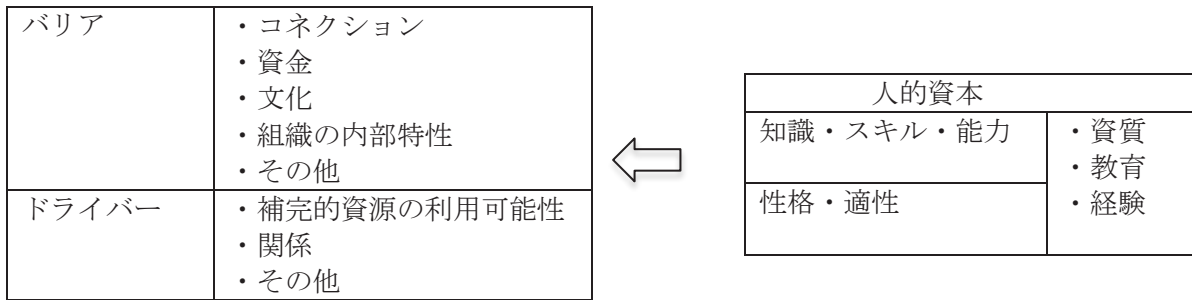 バリア
・コネクション
・資金
・文化
・組織の内部特性
・その他
ドライバー
・補完的資源の利用可能性
・関係
・その他
人的資本
知識・スキル・能力
性格・適性
・資質
・教育
・経験